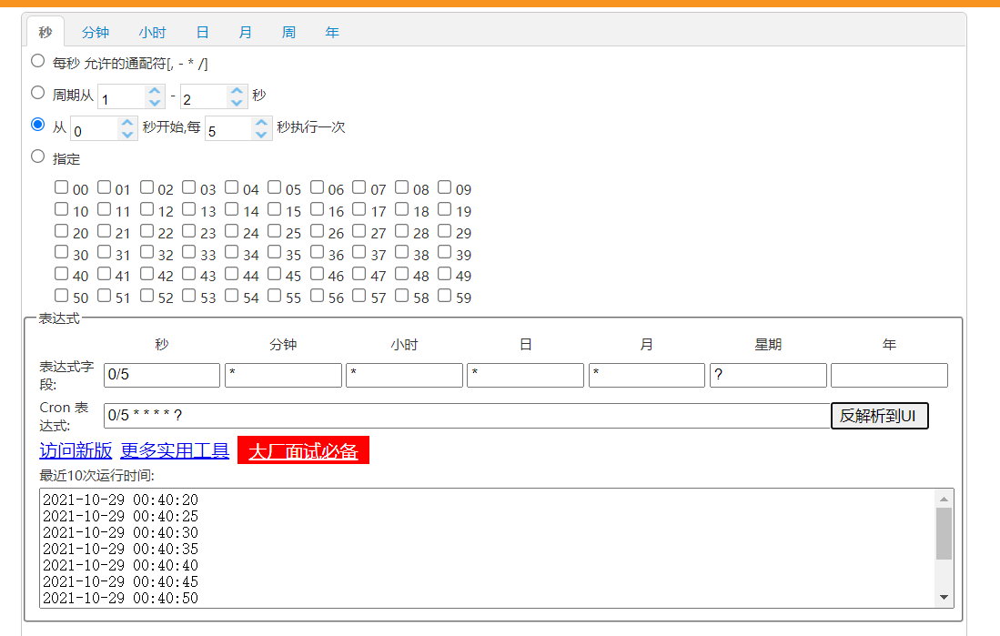 秒 分钟 小时 日 月 周 年
每秒 允许的通配符[, - * /]
周期从 1 - 2 秒
从 0 秒开始,每 5 秒执行一次
指定
00 01 02 03 04 05 06 07 08 09
10 11 12 13 14 15 16 17 18 19
20 21 22 23 24 25 26 27 28 29
30 31 32 33 34 35 36 37 38 39
40 41 42 43 44 45 46 47 48 49
50 51 52 53 54 55 56 57 58 59
表达式
秒 分钟 小时 日 月 星期 年
表达式字
段: 0/5 * * * * ?
Cron 表
达式: 0/5 * * * * ? 反解析到UI
访问新版 更多实用工具 大厂面试必备
最近10次运行时间:
2021-10-29 00:40:20
2021-10-29 00:40:25
2021-10-29 00:40:30
2021-10-29 00:40:35
2021-10-29 00:40:40
2021-10-29 00:40:45
2021-10-29 00:40:50